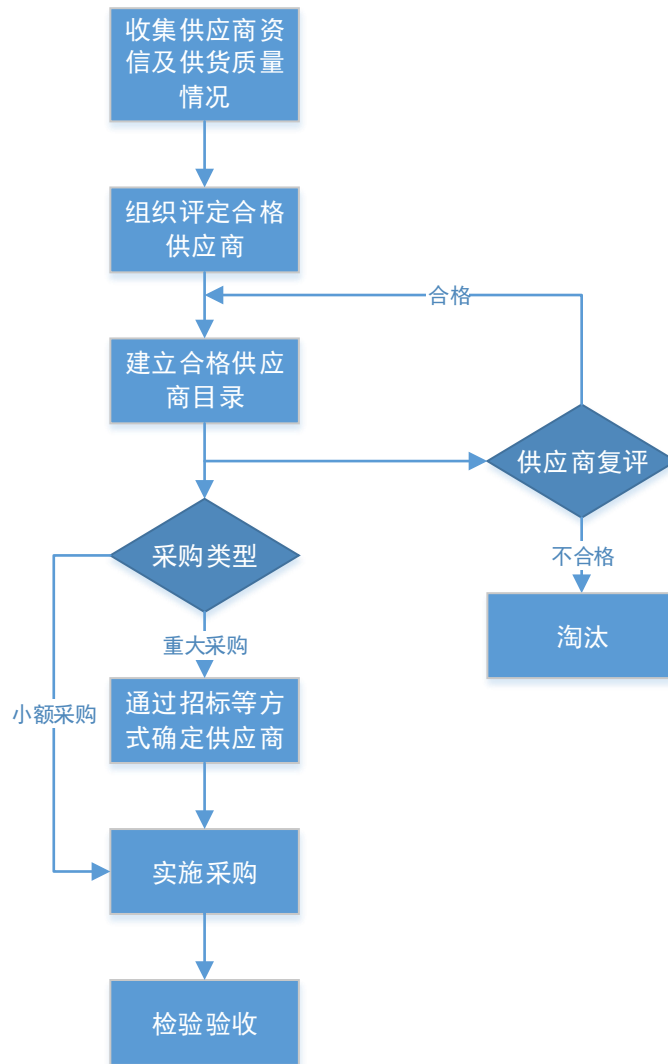 收集供应商资
信及供货质量
情况
组织评定合格
供应商
合格
建立合格供应
商目录
供应商复评
采购类型
不合格
淘汰
重大采购
小额采购
通过招标等方
式确定供应商
实施采购
检验验收